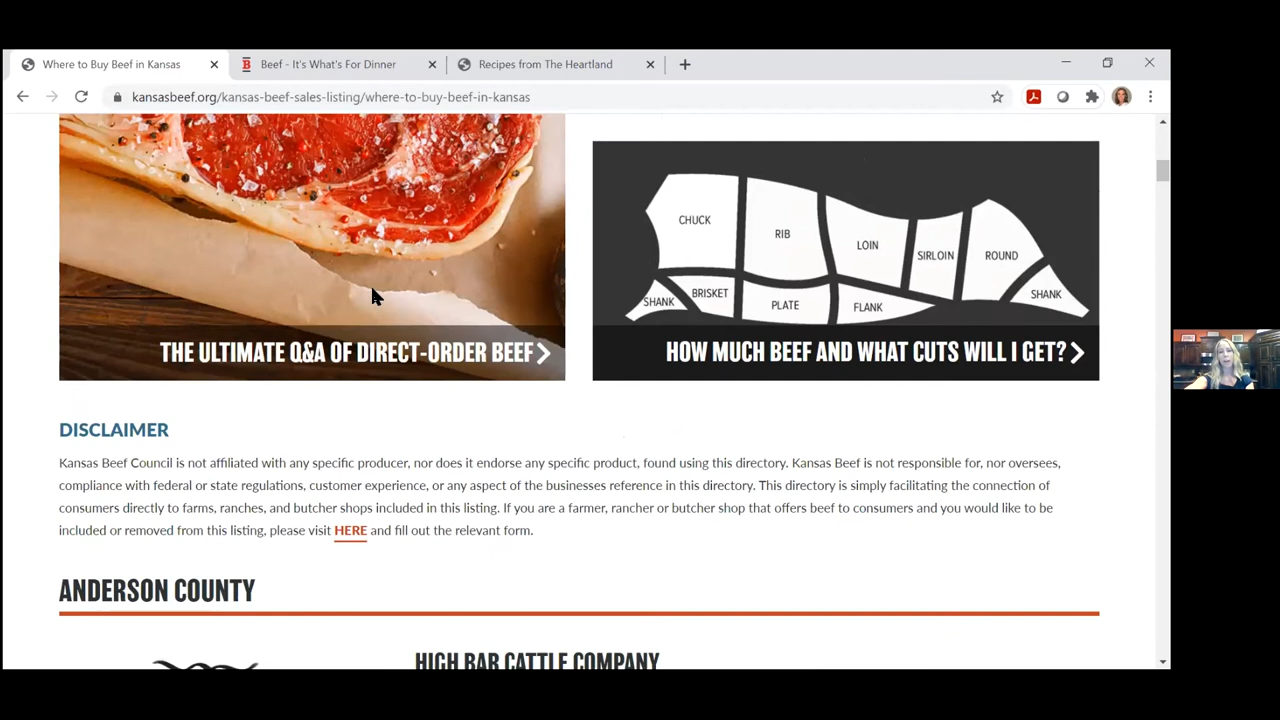 Where to Buy Beef in Kansas
Beef - It's What's For Dinner
Recipes from The Heartland
kansasbeef.org/kansas-beef-sales-listing/where-to-buy-beef-in-kansas
THE ULTIMATE Q&A OF DIRECT-ORDER BEEF
CHUCK
RIB
LOIN
SIRLOIN
ROUND
SHANK
BRISKET
PLATE
FLANK
SHANK
HOW MUCH BEEF AND WHAT CUTS WILL I GET?
DISCLAIMER
Kansas Beef Council is not affiliated with any specific producer, nor does it endorse any specific product, found using this directory. Kansas Beef is not responsible for, nor oversees,
compliance with federal or state regulations, customer experience, or any aspect of the businesses reference in this directory. This directory is simply facilitating the connection of
consumers directly to farms, ranches, and butcher shops included in this listing. If you are a farmer, rancher or butcher shop that offers beef to consumers and you would like to be
included or removed from this listing, please visit HERE and fill out the relevant form.
ANDERSON COUNTY
HIGH BAR CATTLE COMPANY